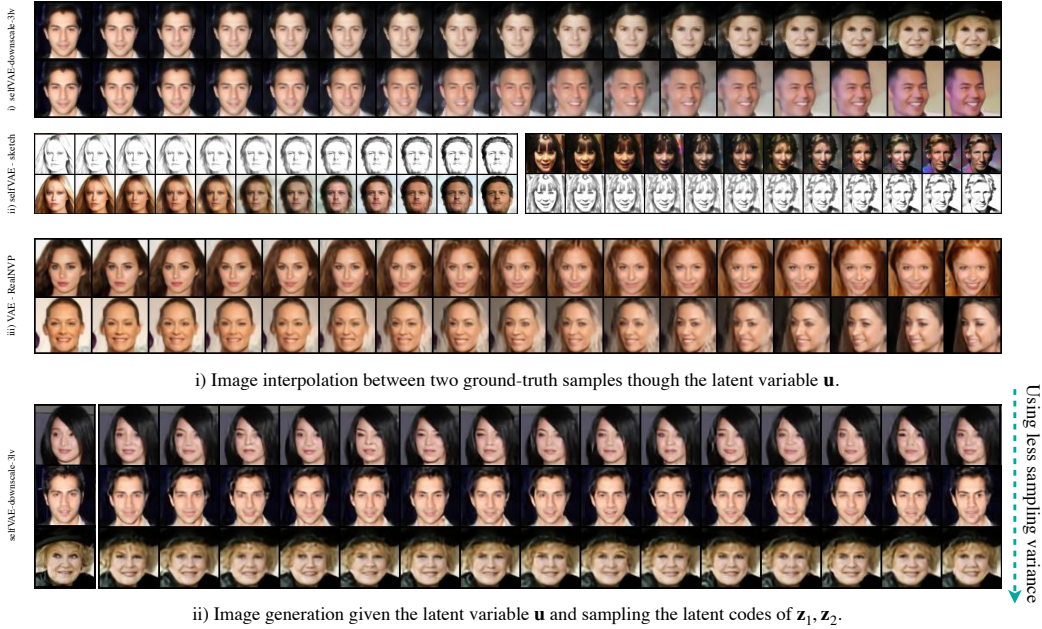 i) selfVAE-downscale-3lv
ii) selfVAE - sketch
iii) VAE - RealNVP
i) Image interpolation between two ground-truth samples though the latent variable u.
selfVAE-downscale-3lv
Using less sampling variance
ii) Image generation given the latent variable u and sampling the latent codes of z₁, z₂.